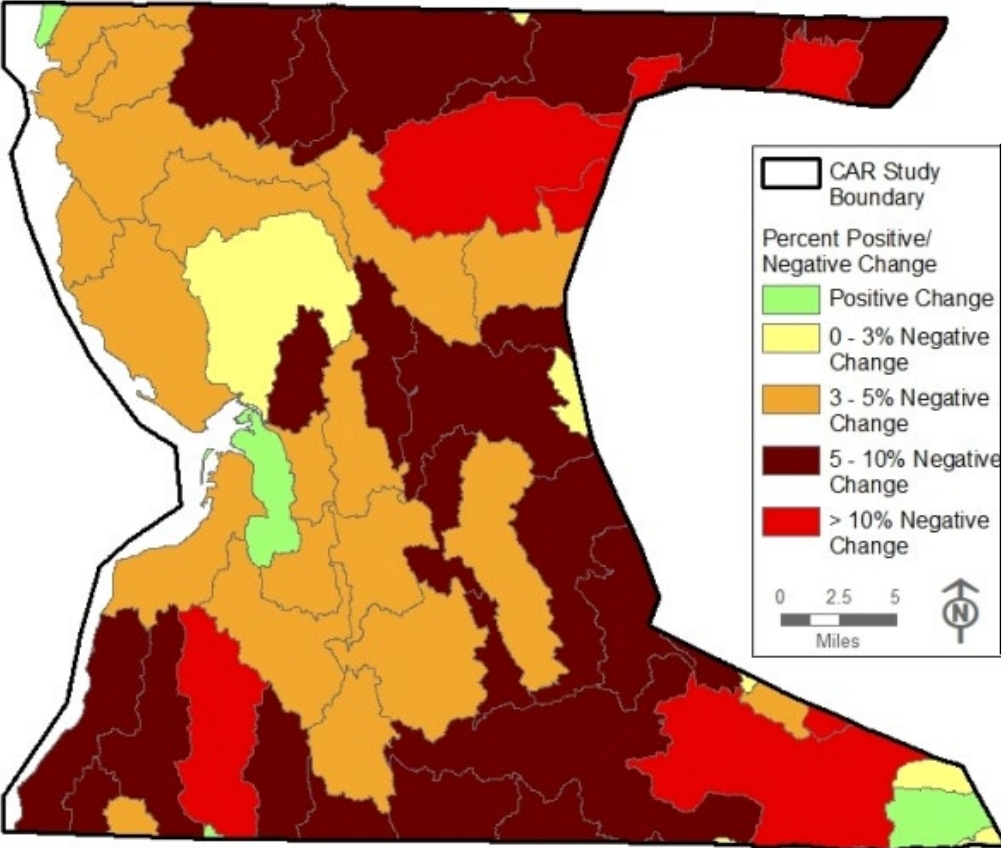 CAR Study
Boundary
Percent Positive/
Negative Change
Positive Change
0 - 3% Negative
Change
3 - 5% Negative
Change
5 - 10% Negative
Change
> 10% Negative
Change
0 2.5 5
Miles
N